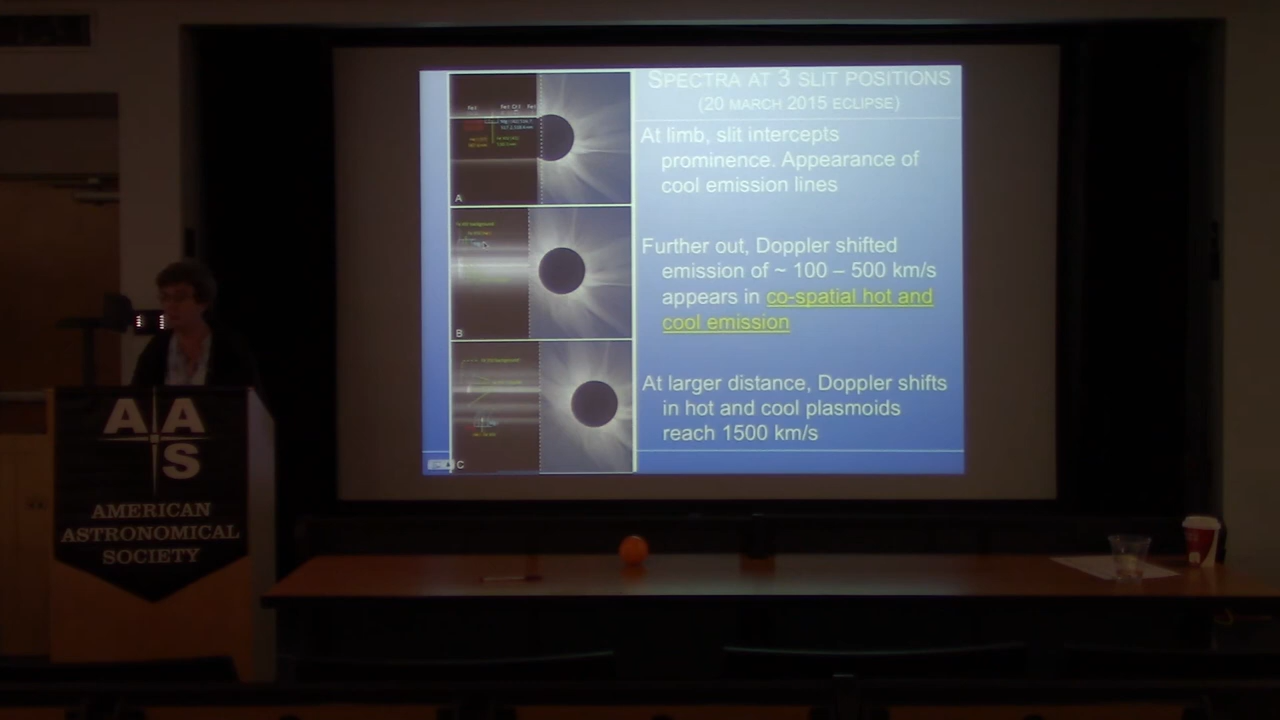 SPECTRA AT 3 SLIT POSITIONS
(20 MARCH 2015 ECLIPSE)
At limb, slit intercepts
prominence. Appearance of
cool emission lines
Further out, Doppler shifted
emission of ~ 100 – 500 km/s
appears in co-spatial hot and
cool emission
At larger distance, Doppler shifts
in hot and cool plasmoids
reach 1500 km/s
A
B
C
AAS
AMERICAN
ASTRONOMICAL
SOCIETY